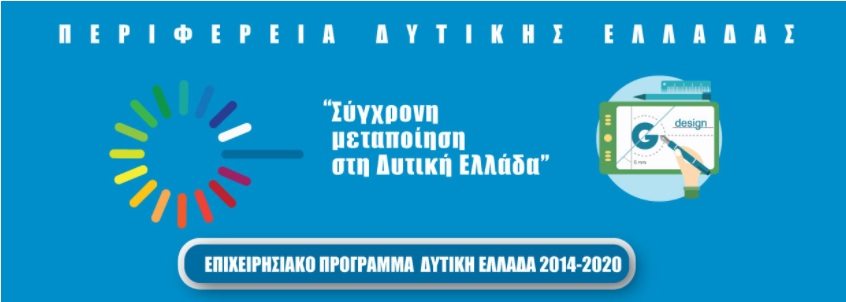 ΠΕΡΙΦΕΡΕΙΑ ΔΥΤΙΚΗΣ ΕΛΛΑΔΑΣ
“Σύγχρονη
μεταποίηση
στη Δυτική Ελλάδα”
design
G
ΕΠΙΧΕΙΡΗΣΙΑΚΟ ΠΡΟΓΡΑΜΜΑ ΔΥΤΙΚΗ ΕΛΛΑΔΑ 2014-2020